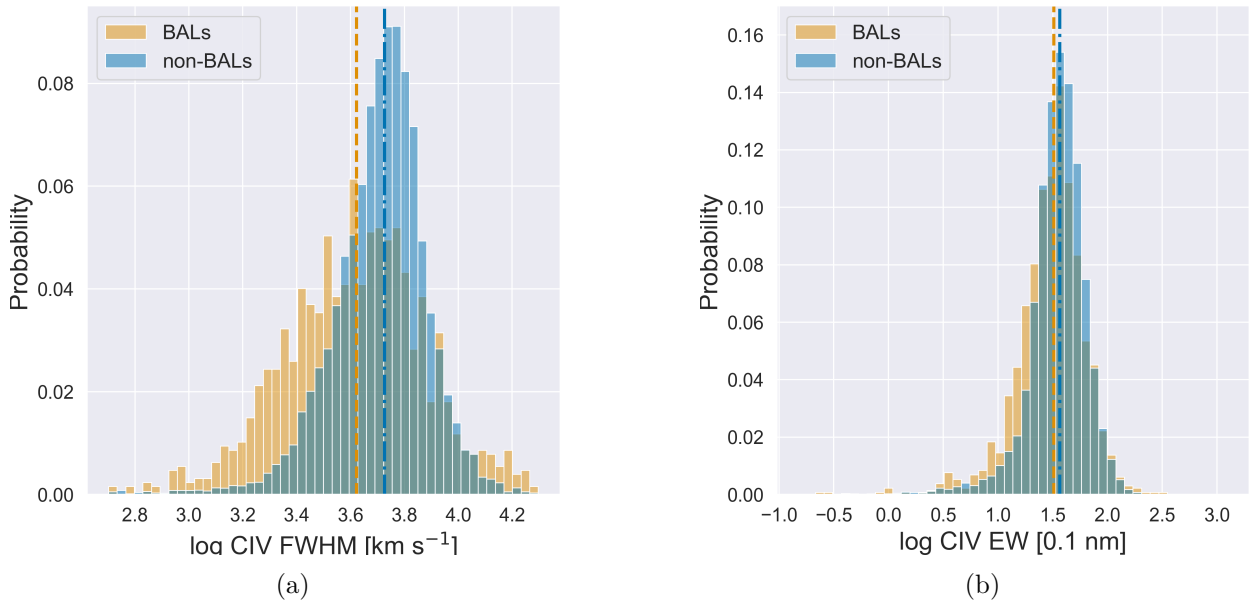 BALs
non-BALs
Probability
0.08
0.06
0.04
0.02
0.00
2.8 3.0 3.2 3.4 3.6 3.8 4.0 4.2
log CIV FWHM [km s⁻¹]
(a)
BALs
non-BALs
Probability
0.16
0.14
0.12
0.10
0.08
0.06
0.04
0.02
0.00
−1.0 −0.5 0.0 0.5 1.0 1.5 2.0 2.5 3.0
log CIV EW [0.1 nm]
(b)